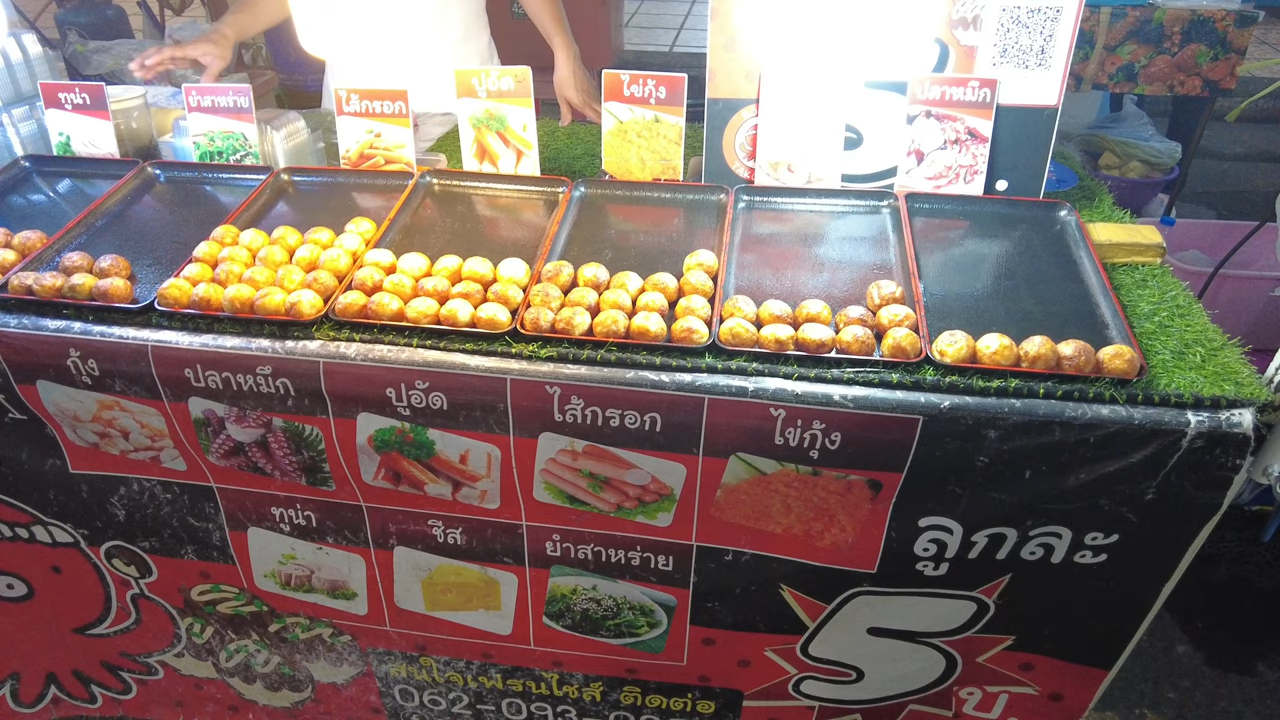 ทูน่า
ยำสาหร่าย
ไส้กรอก
ปูอัด
ไข่กุ้ง
ปลาหมึก
กุ้ง
ปลาหมึก
ปูอัด
ไส้กรอก
ไข่กุ้ง
ทูน่า
ชีส
ยำสาหร่าย
ลูกละ
5
บ.
สนใจเฟรนไชส์ ติดต่อ
062-093-